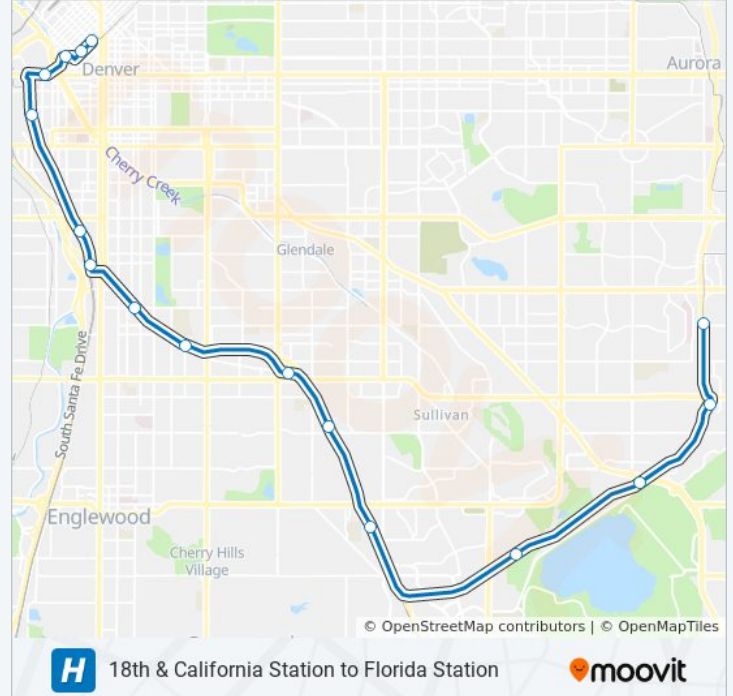 Denver
Aurora
Cherry Creek
Glendale
South Santa Fe Drive
Sullivan
Englewood
Cherry Hills
Village
© OpenStreetMap contributors | © OpenMapTiles
H 18th & California Station to Florida Station moovit